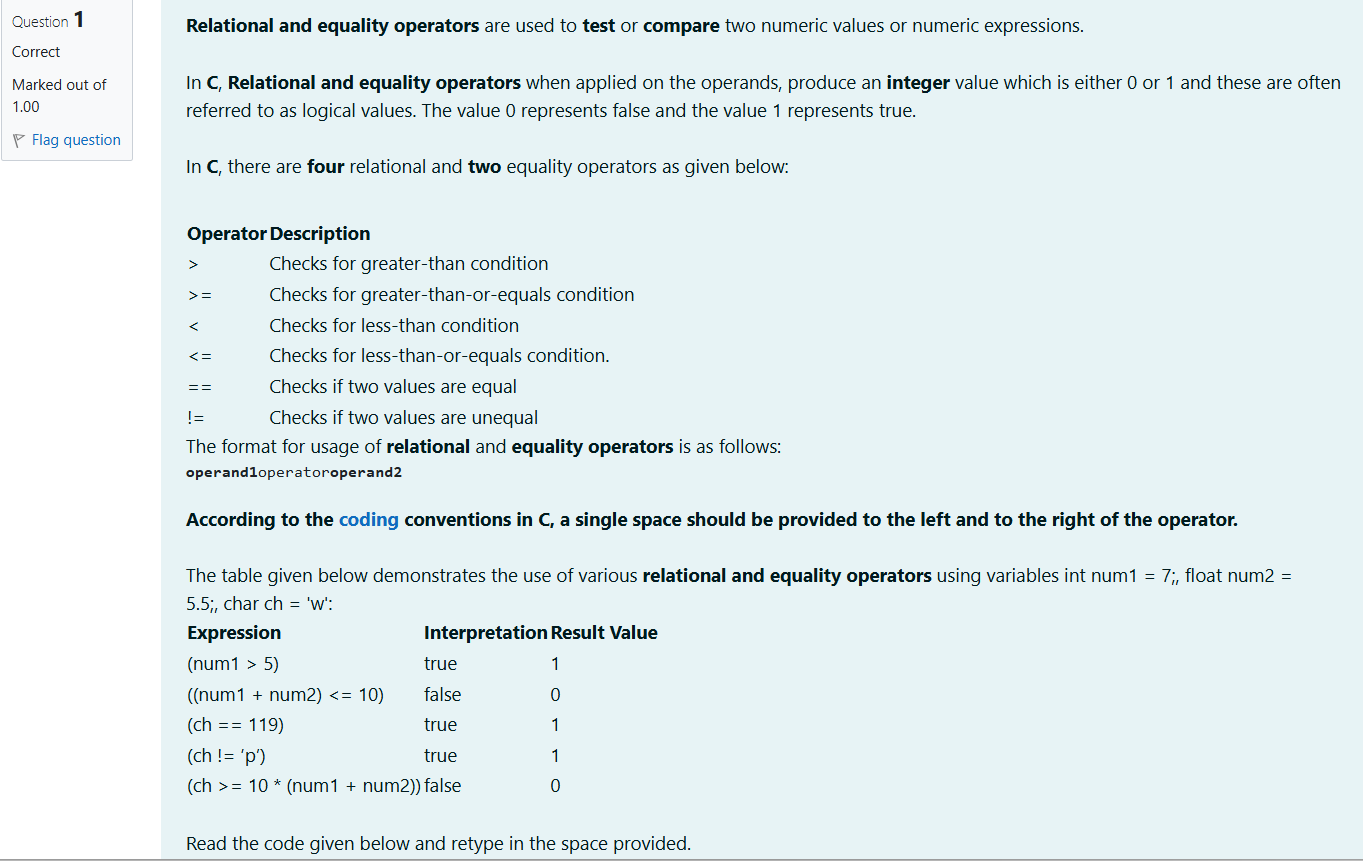 Question 1
Correct
Marked out of
1.00
Flag question
Relational and equality operators are used to test or compare two numeric values or numeric expressions.
In C, Relational and equality operators when applied on the operands, produce an integer value which is either 0 or 1 and these are often
referred to as logical values. The value 0 represents false and the value 1 represents true.
In C, there are four relational and two equality operators as given below:
Operator Description
> Checks for greater-than condition
>= Checks for greater-than-or-equals condition
< Checks for less-than condition
<= Checks for less-than-or-equals condition.
== Checks if two values are equal
!= Checks if two values are unequal
The format for usage of relational and equality operators is as follows:
operand1operatoroperand2
According to the coding conventions in C, a single space should be provided to the left and to the right of the operator.
The table given below demonstrates the use of various relational and equality operators using variables int num1 = 7;, float num2 =
5.5;, char ch = 'w':
Expression Interpretation Result Value
(num1 > 5) true 1
((num1 + num2) <= 10) false 0
(ch == 119) true 1
(ch != 'p') true 1
(ch >= 10 * (num1 + num2)) false 0
Read the code given below and retype in the space provided.